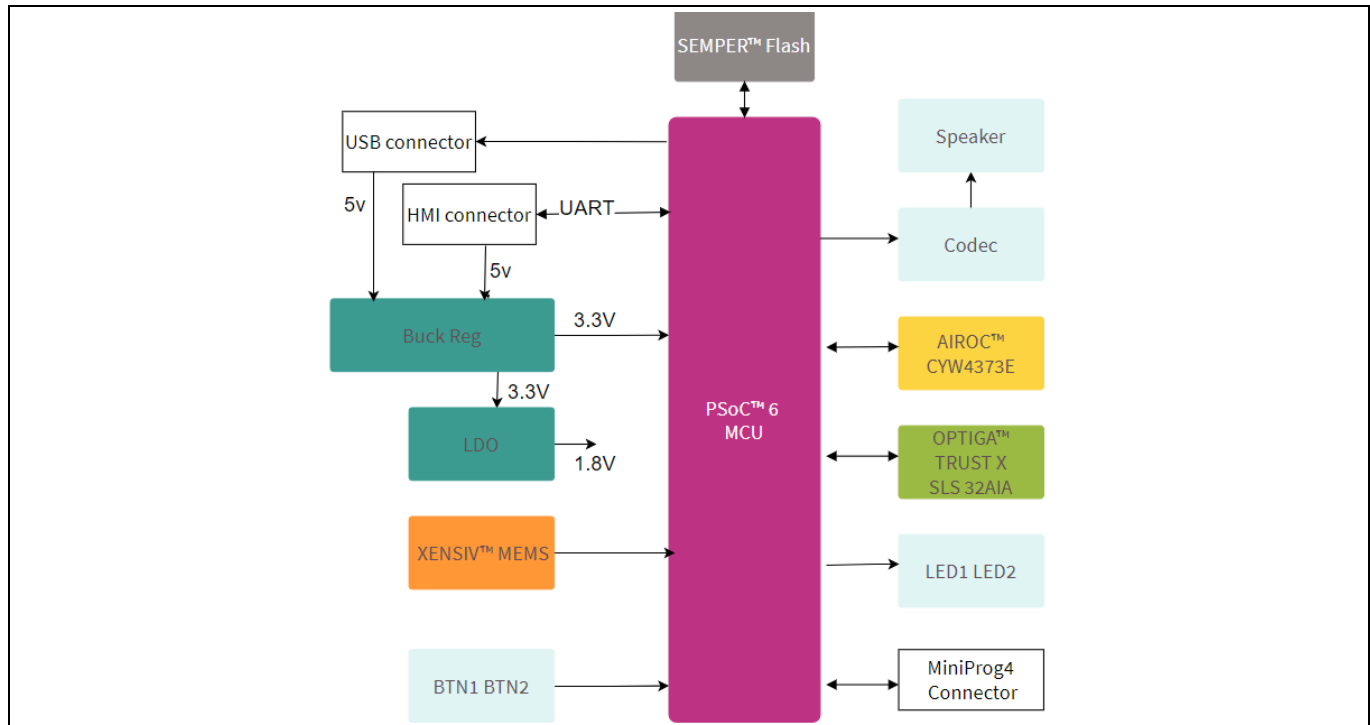 SEMPER™ Flash
USB connector
Speaker
5v
HMI connector
UART
Codec
5v
Buck Reg
3.3V
AIROC™
CYW4373E
3.3V
PSoC™ 6
MCU
LDO
1.8V
OPTIGA™
TRUST X
SLS 32AIA
XENSIV™ MEMS
LED1 LED2
BTN1 BTN2
MiniProg4
Connector